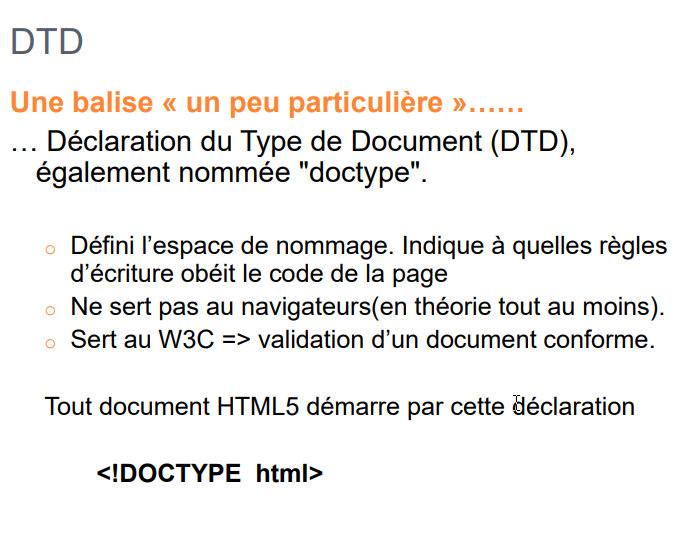 DTD
Une balise « un peu particulière »……
… Déclaration du Type de Document (DTD),
également nommée "doctype".
Défini l’espace de nommage. Indique à quelles règles
d’écriture obéit le code de la page
Ne sert pas au navigateurs(en théorie tout au moins).
Sert au W3C => validation d’un document conforme.
Tout document HTML5 démarre par cette déclaration
<!DOCTYPE html>